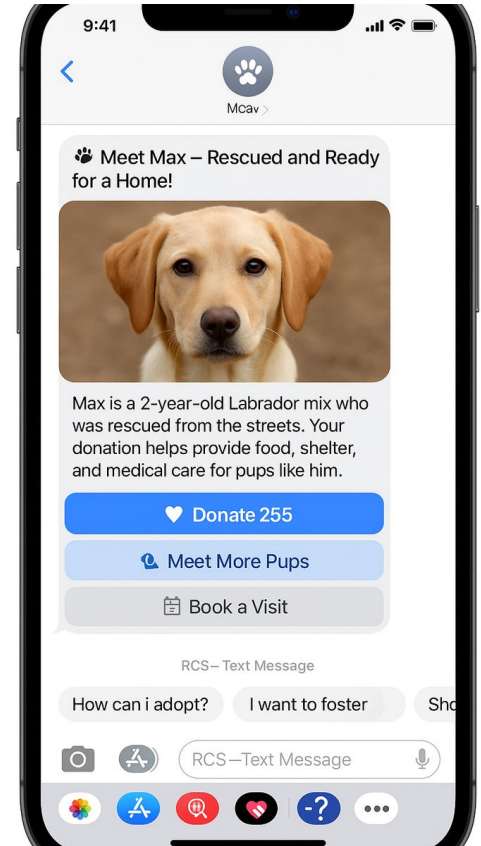 9:41
Mcav
Meet Max – Rescued and Ready
for a Home!
Max is a 2-year-old Labrador mix who
was rescued from the streets. Your
donation helps provide food, shelter,
and medical care for pups like him.
Donate 255
Meet More Pups
Book a Visit
RCS– Text Message
How can i adopt?
I want to foster
Sho
RCS–Text Message
-?